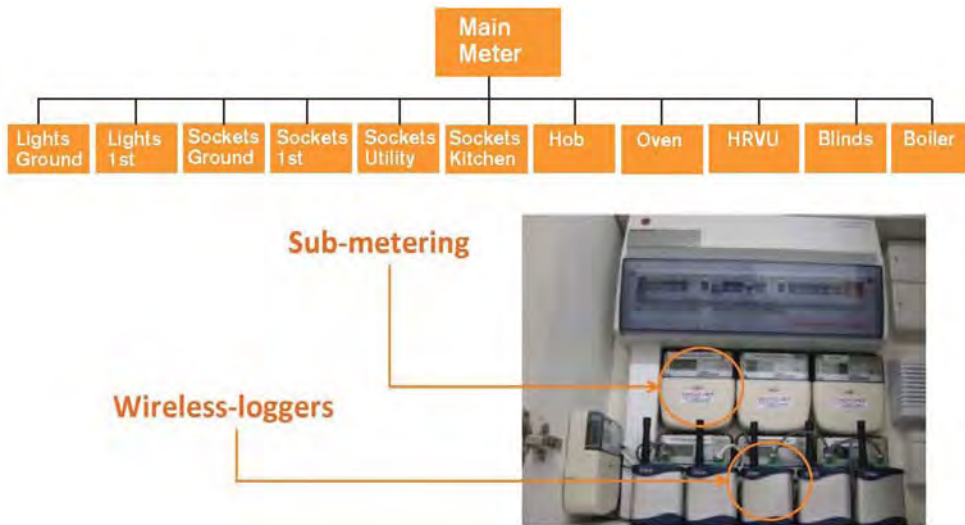 Main
Meter
Lights
Ground
Lights
1st
Sockets
Ground
Sockets
1st
Sockets
Utility
Sockets
Kitchen
Hob
Oven
HRVU
Blinds
Boiler
Sub-metering
Wireless-loggers